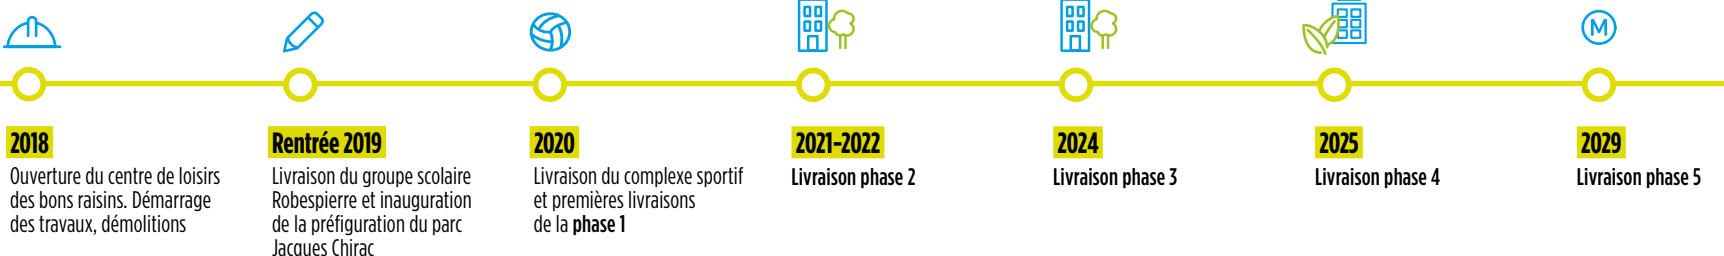 M
2018
Ouverture du centre de loisirs
des bons raisins. Démarrage
des travaux, démolitions
Rentrée 2019
Livraison du groupe scolaire
Robespierre et inauguration
de la préfiguration du parc
Jacques Chirac
2020
Livraison du complexe sportif
et premières livraisons
de la phase 1
2021-2022
Livraison phase 2
2024
Livraison phase 3
2025
Livraison phase 4
2029
Livraison phase 5